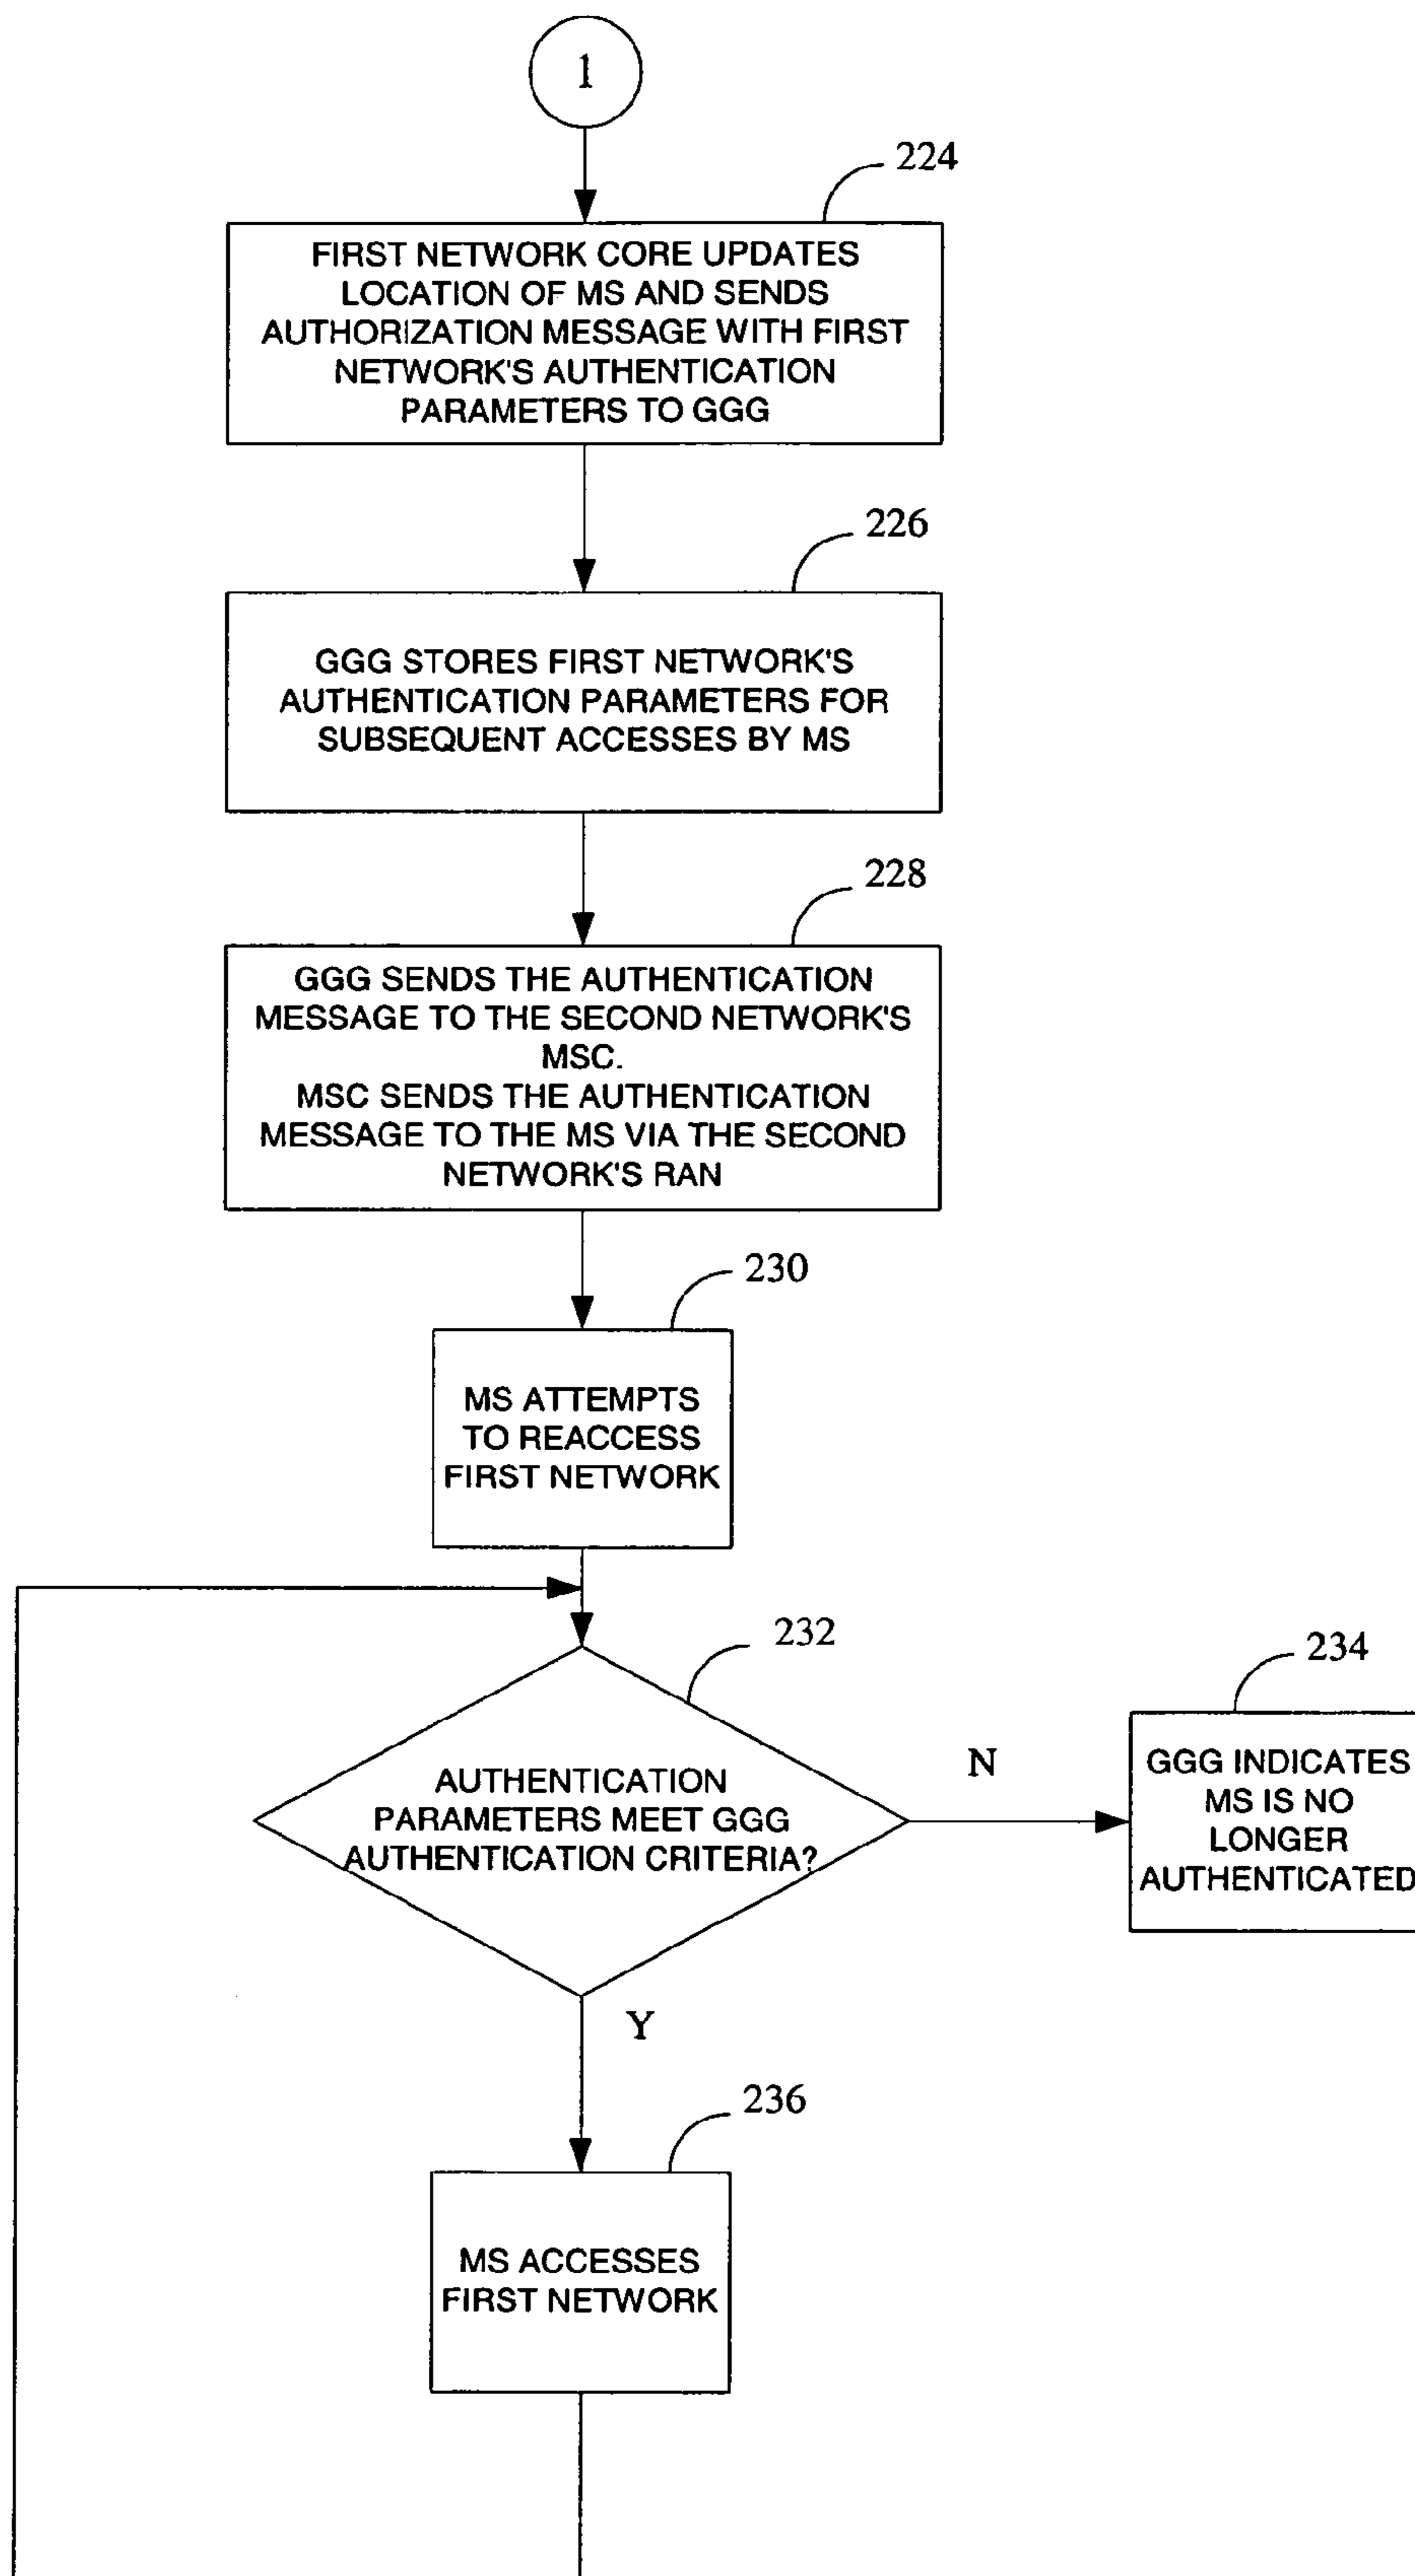 1
224
FIRST NETWORK CORE UPDATES
LOCATION OF MS AND SENDS
AUTHORIZATION MESSAGE WITH FIRST
NETWORK'S AUTHENTICATION
PARAMETERS TO GGG
226
GGG STORES FIRST NETWORK'S
AUTHENTICATION PARAMETERS FOR
SUBSEQUENT ACCESSES BY MS
228
GGG SENDS THE AUTHENTICATION
MESSAGE TO THE SECOND NETWORK'S
MSC.
MSC SENDS THE AUTHENTICATION
MESSAGE TO THE MS VIA THE SECOND
NETWORK'S RAN
230
MS ATTEMPTS
TO REACCESS
FIRST NETWORK
232
AUTHENTICATION
PARAMETERS MEET GGG
AUTHENTICATION CRITERIA?
N
234
GGG INDICATES
MS IS NO
LONGER
AUTHENTICATED
Y
236
MS ACCESSES
FIRST NETWORK